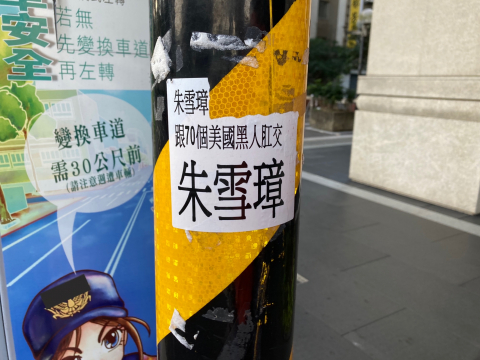 若無
先變換車道
再左轉
安全
變換車道
需30公尺前
(請注意週遭車輛)
朱雪璋
跟70個美國黑人肛交
朱雪璋